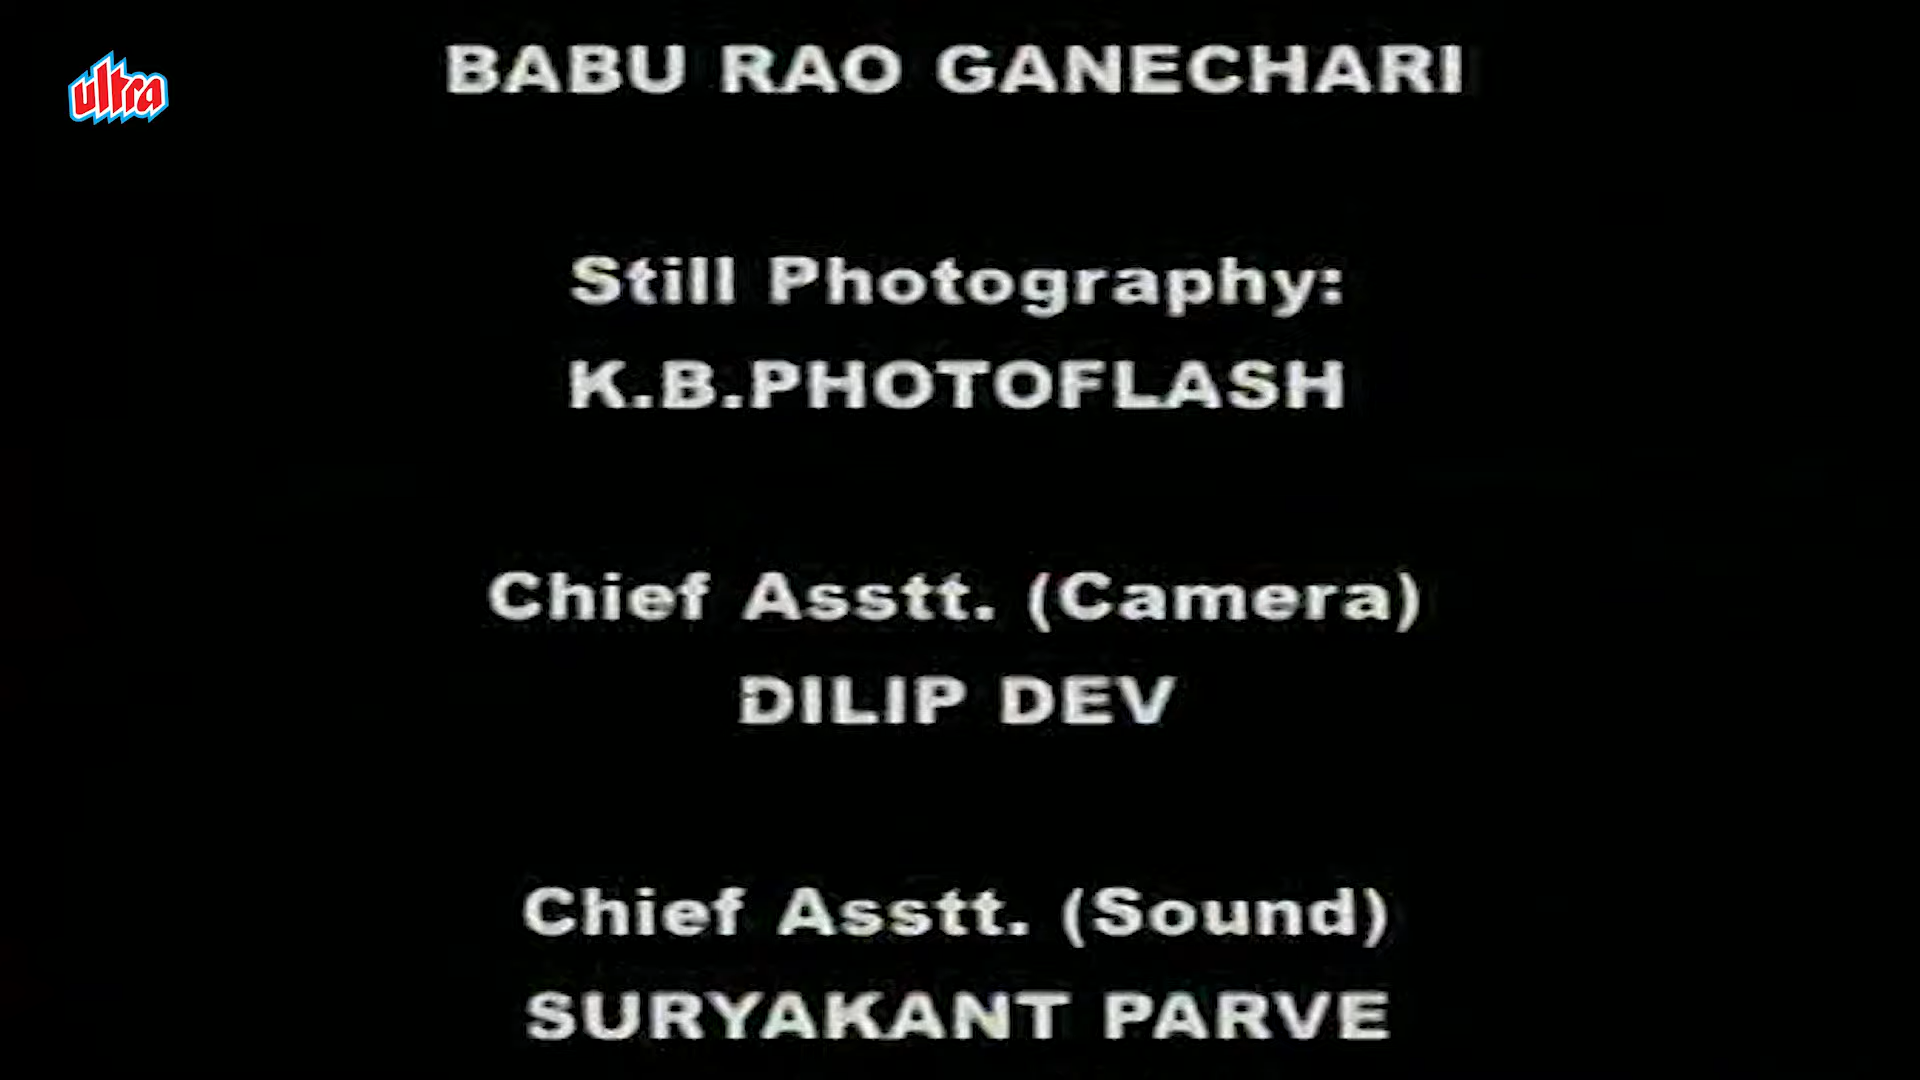 ultra
BABU RAO GANECHARI
Still Photography:
K.B.PHOTOFLASH
Chief Asstt. (Camera)
DILIP DEV
Chief Asstt. (Sound)
SURYAKANT PARVE